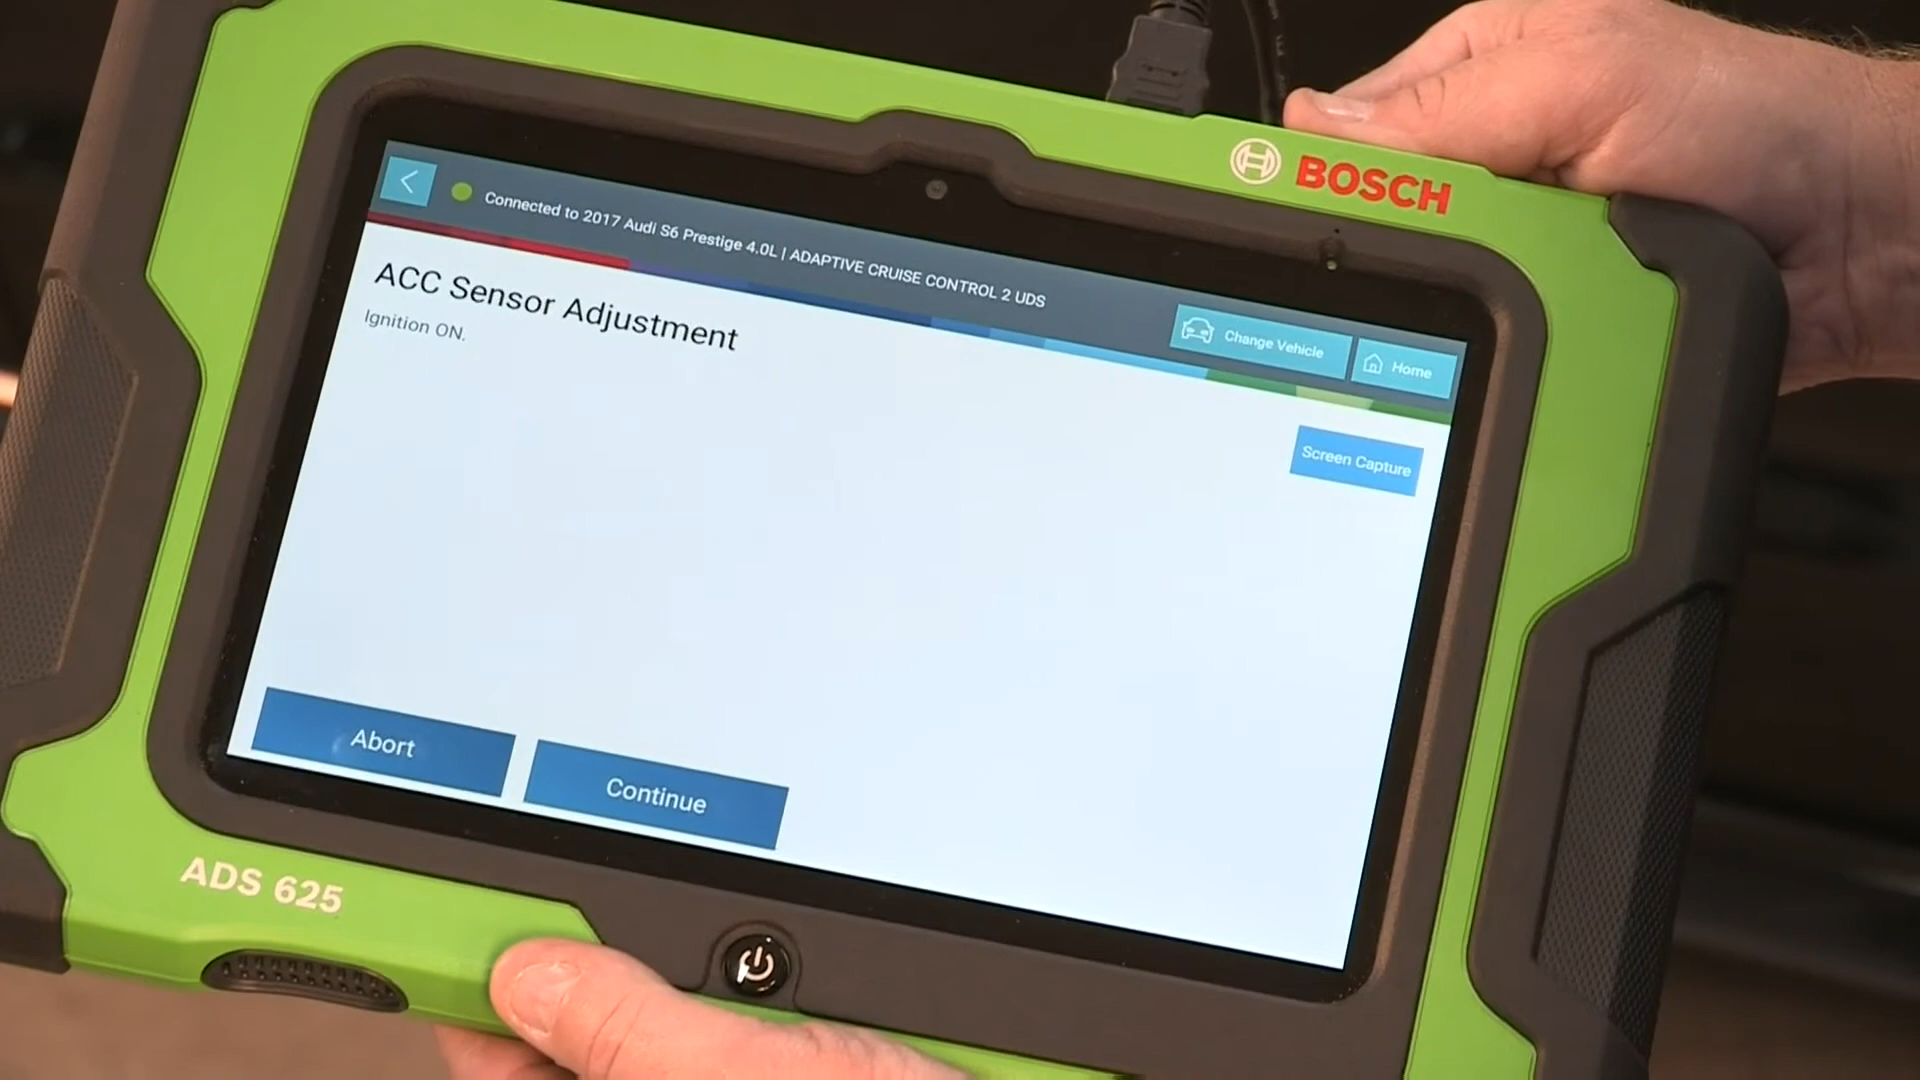 BOSCH
Connected to 2017 Audi S6 Prestige 4.0L | ADAPTIVE CRUISE CONTROL 2 UDS
Change Vehicle
Home
ACC Sensor Adjustment
Ignition ON.
Screen Capture
Abort
Continue
ADS 625